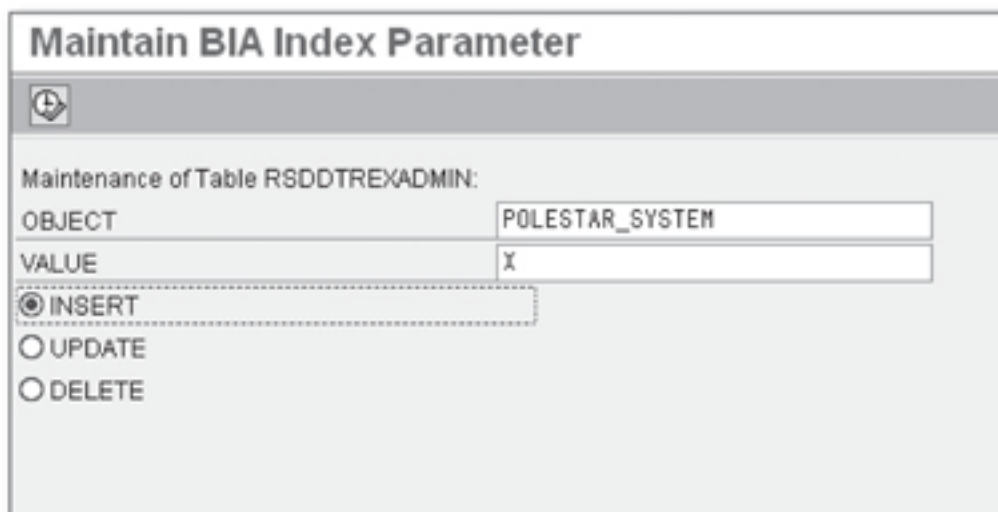 Maintain BIA Index Parameter
Maintenance of Table RSDDTREXADMIN:
OBJECT POLESTAR_SYSTEM
VALUE X
INSERT
UPDATE
DELETE